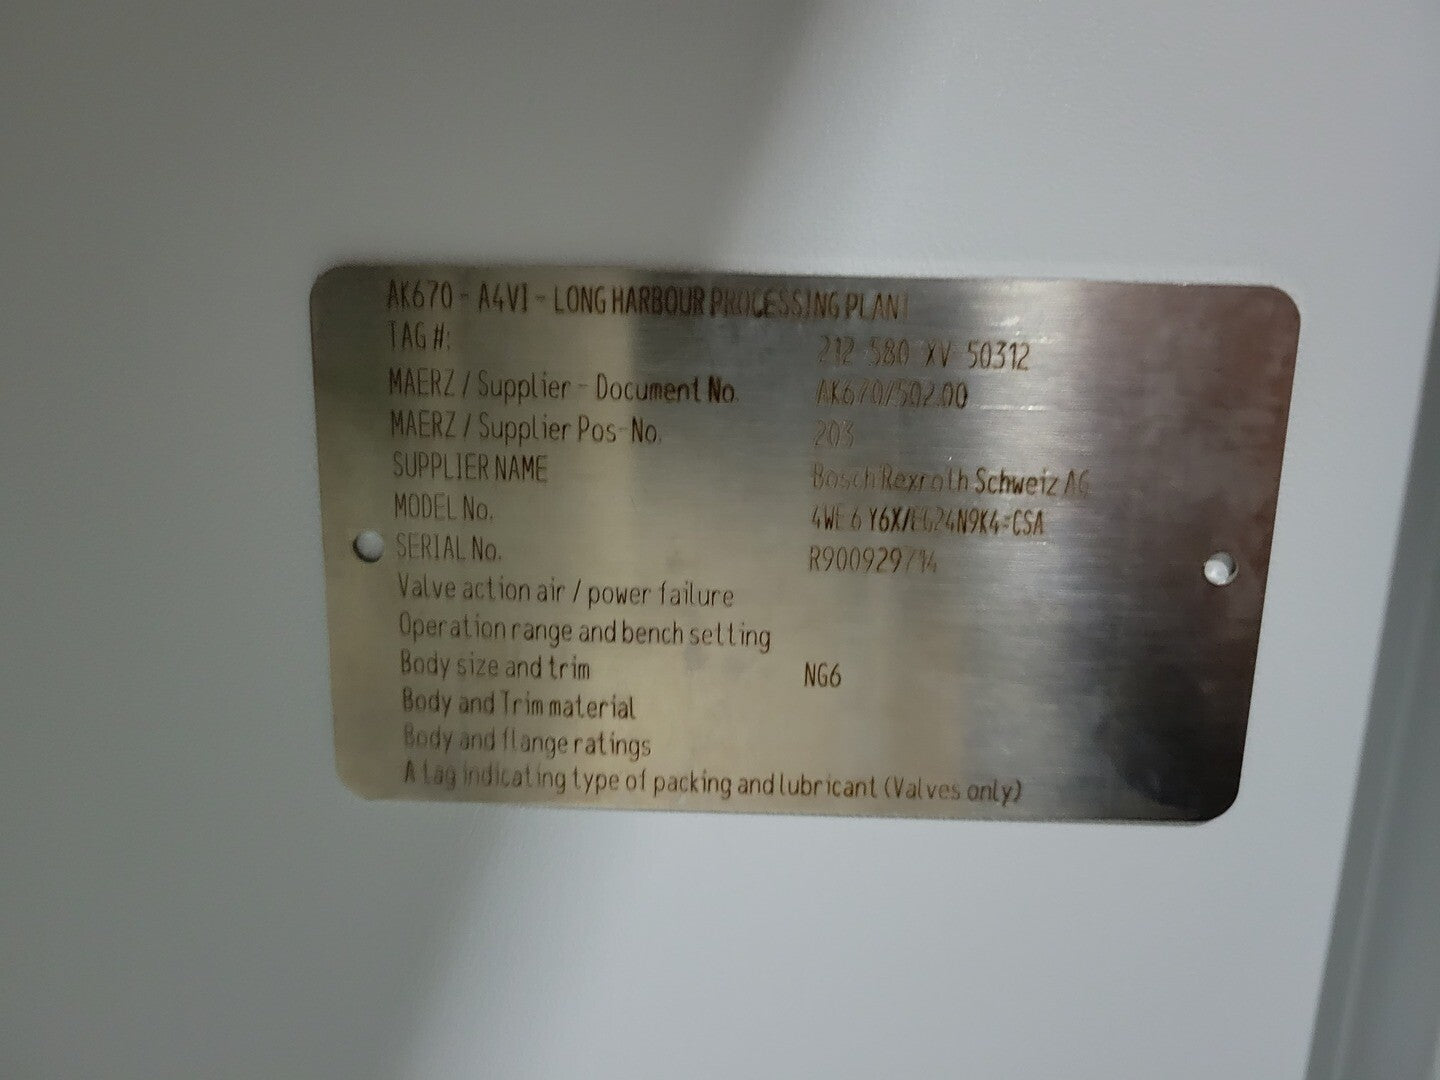 AK670 - A4VI - LONG HARBOUR PROCESSING PLANT
TAG #: 212 580 XV 50312
MAERZ / Supplier - Document No. AK670/502.00
MAERZ / Supplier Pos-No. 203
SUPPLIER NAME Bosch Rexroth Schweiz AG
MODEL No. 4WE 6 Y6X/EG24N9K4=CSA
SERIAL No. R900929714
Valve action air / power failure
Operation range and bench setting
Body size and trim NG6
Body and Trim material
Body and flange ratings
A tag indicating type of packing and lubricant (Valves only)